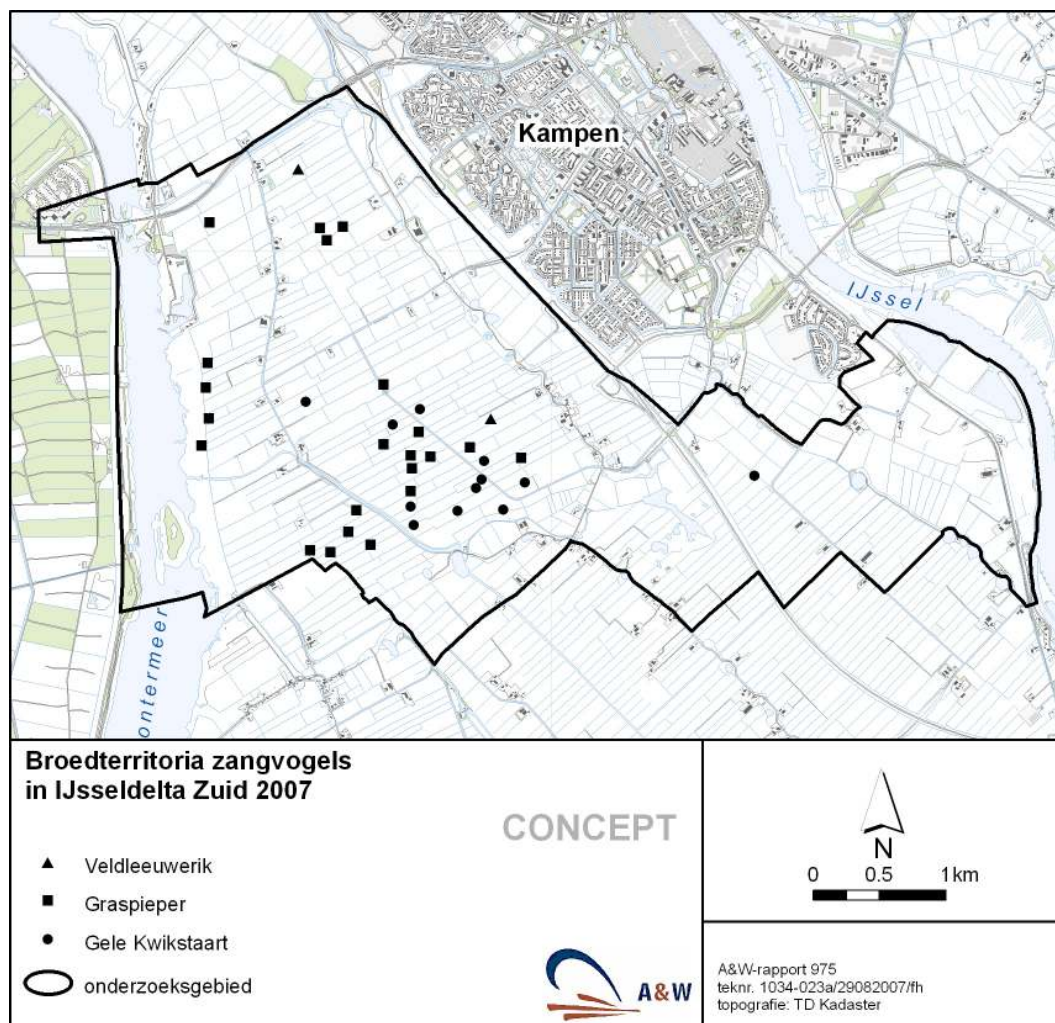 Kampen
IJssel
ontermeer
Broedterritoria zangvogels
in IJsseldelta Zuid 2007
CONCEPT
Veldleeuwerik
Graspieper
Gele Kwikstaart
onderzoeksgebied
A&W
N
0 0.5 1km
A&W-rapport 975
teknr. 1034-023a/29082007/fh
topografie: TD Kadaster